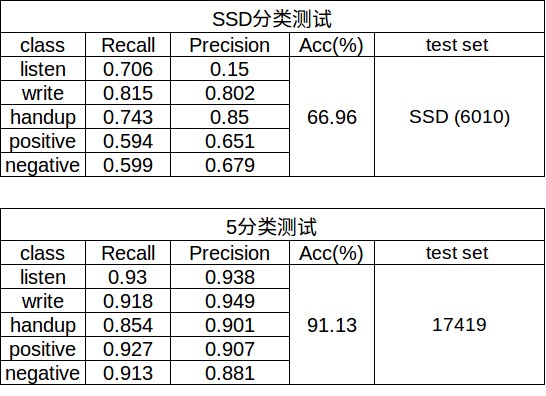 SSD分类测试
class Recall Precision Acc(%) test set
listen 0.706 0.15
write 0.815 0.802
handup 0.743 0.85 66.96 SSD (6010)
positive 0.594 0.651
negative 0.599 0.679
5分类测试
class Recall Precision Acc(%) test set
listen 0.93 0.938
write 0.918 0.949
handup 0.854 0.901 91.13 17419
positive 0.927 0.907
negative 0.913 0.881